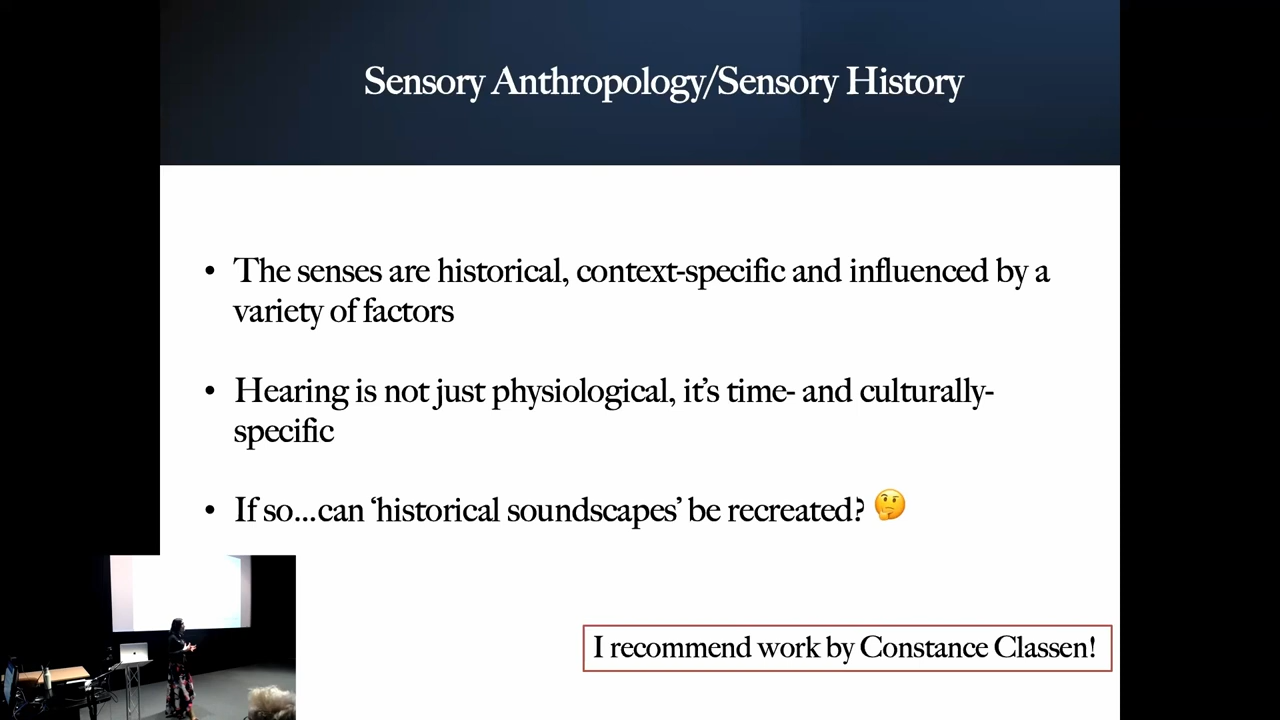 Sensory Anthropology/Sensory History
• The senses are historical, context-specific and influenced by a
variety of factors
• Hearing is not just physiological, it’s time- and culturally-
specific
• If so...can ‘historical soundscapes’ be recreated? 🤔
I recommend work by Constance Classen!